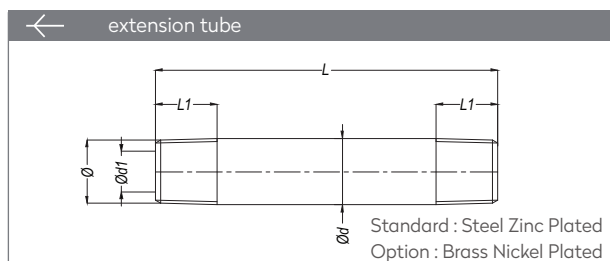 extension tube
L
L1
L1
Ø
Ød1
Ød
Standard : Steel Zinc Plated
Option : Brass Nickel Plated